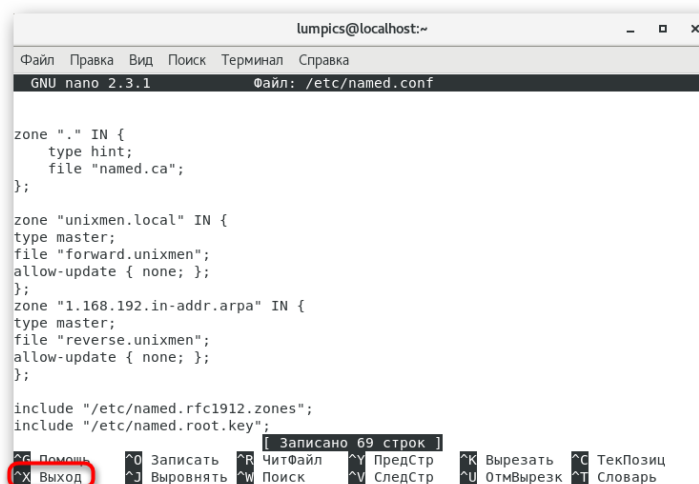 lumpics@localhost:~
Файл Правка Вид Поиск Терминал Справка
GNU nano 2.3.1 Файл: /etc/named.conf
zone "." IN {
type hint;
file "named.ca";
};
zone "unixmen.local" IN {
type master;
file "forward.unixmen";
allow-update { none; };
};
zone "1.168.192.in-addr.arpa" IN {
type master;
file "reverse.unixmen";
allow-update { none; };
};
include "/etc/named.rfc1912.zones";
include "/etc/named.root.key";
[ Записано 69 строк ]
^G Помощь ^O Записать ^R ЧитФайл ^Y ПредСтр ^K Вырезать ^C ТекПозиц
^X Выход ^J Выровнять ^W Поиск ^V СледСтр ^U ОтмВырезк ^T Словарь